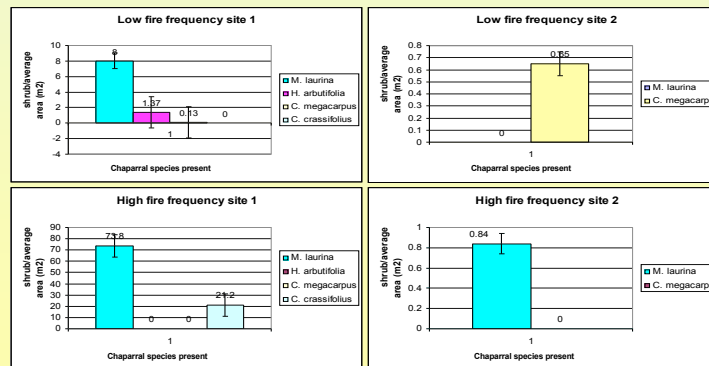 Low fire frequency site 1
shrub/average
area (m2)
10
8
6
4
2
0
-2
-4
8
1.37
0.13
0
1
Chaparral species present
M. laurina
H. arbutifolia
C. megacarpus
C. crassifolius
Low fire frequency site 2
shrub/average
area (m2)
0.8
0.7
0.6
0.5
0.4
0.3
0.2
0.1
0
0
0.65
1
Chaparral species present
M. laurina
C. megacarpus
High fire frequency site 1
shrub/average
area (m2)
90
80
70
60
50
40
30
20
10
0
73.8
0
0
21.2
1
Chaparral species present
M. laurina
H. arbutifolia
C. megacarpus
C. crassifolius
High fire frequency site 2
shrub/average
area (m2)
1
0.8
0.6
0.4
0.2
0
0.84
0
1
Chaparral species present
M. laurina
C. megacarpus